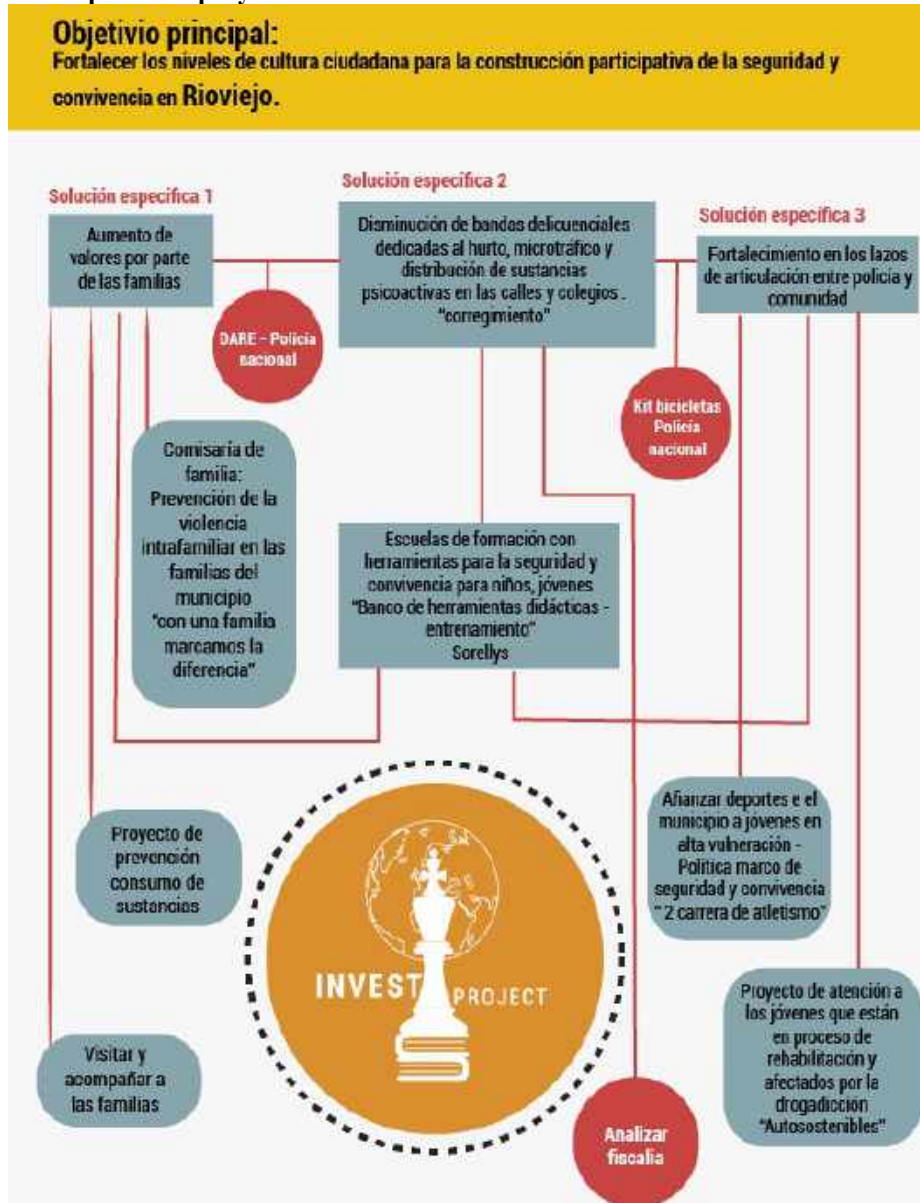 Objetivio principal:
Fortalecer los niveles de cultura ciudadana para la construcción participativa de la seguridad y
convivencia en Rioviejo.
Solución específica 1
Aumento de
valores por parte
de las familias
Solución específica 2
Disminución de bandas delicuenciales
dedicadas al hurto, microtráfico y
distribución de sustancias
psicoactivas en las calles y colegios .
"corregimiento"
Solución específica 3
Fortalecimiento en los lazos
de articulación entre policía y
comunidad
DARE - Policía
nacional
Kit bicicletas
Policía
nacional
Comisaría de
familia:
Prevención de la
violencia
intrafamiliar en las
familias del
municipio
"con una familia
marcamos la
diferencia"
Escuelas de formación con
herramientas para la seguridad y
convivencia para niños, jóvenes
"Banco de herramientas didácticas -
entrenamiento"
Sorellys
Proyecto de
prevención
consumo de
sustancias
Añanzar deportes e el
municipio a jóvenes en
alta vulneración -
Política marco de
seguridad y convivencia
" 2 carrera de atletismo"
INVEST PROJECT
Visitar y
acompañar a
las familias
Proyecto de atención a
los jóvenes que están
en proceso de
rehabilitación y
afectados por la
drogadicción
"Autosostenibles"
Analizar
fiscalia